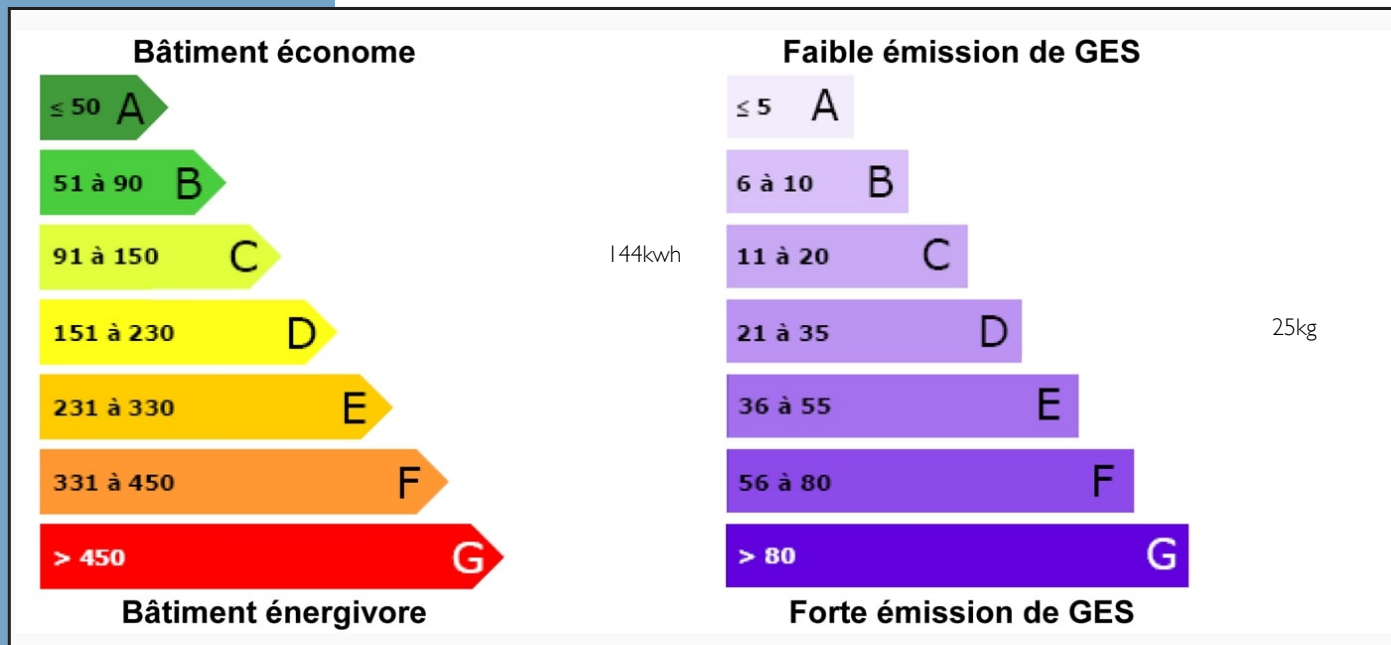 Bâtiment économe
≤ 50 A
51 à 90 B
91 à 150 C
144kwh
151 à 230 D
231 à 330 E
331 à 450 F
> 450 G
Bâtiment énergivore
Faible émission de GES
≤ 5 A
6 à 10 B
11 à 20 C
21 à 35 D
25kg
36 à 55 E
56 à 80 F
> 80 G
Forte émission de GES